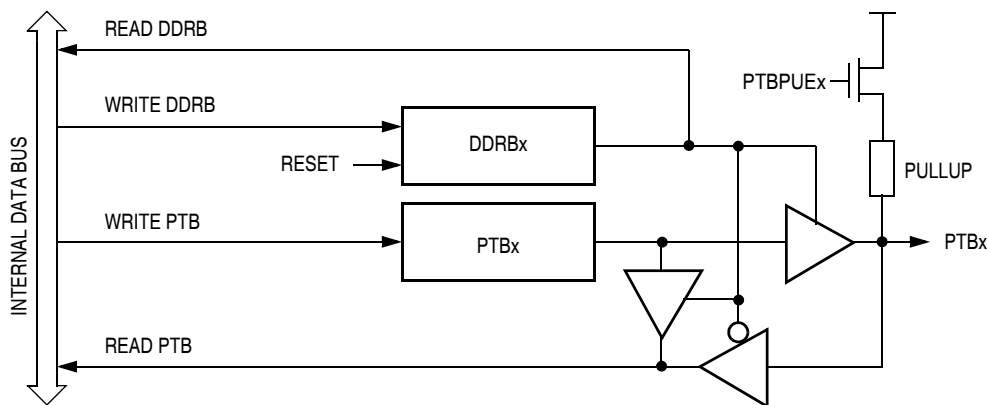 READ DDRB
PTBPUEx
WRITE DDRB
DDRBx
RESET
PULLUP
INTERNAL DATA BUS
WRITE PTB
PTBx
PTBx
READ PTB